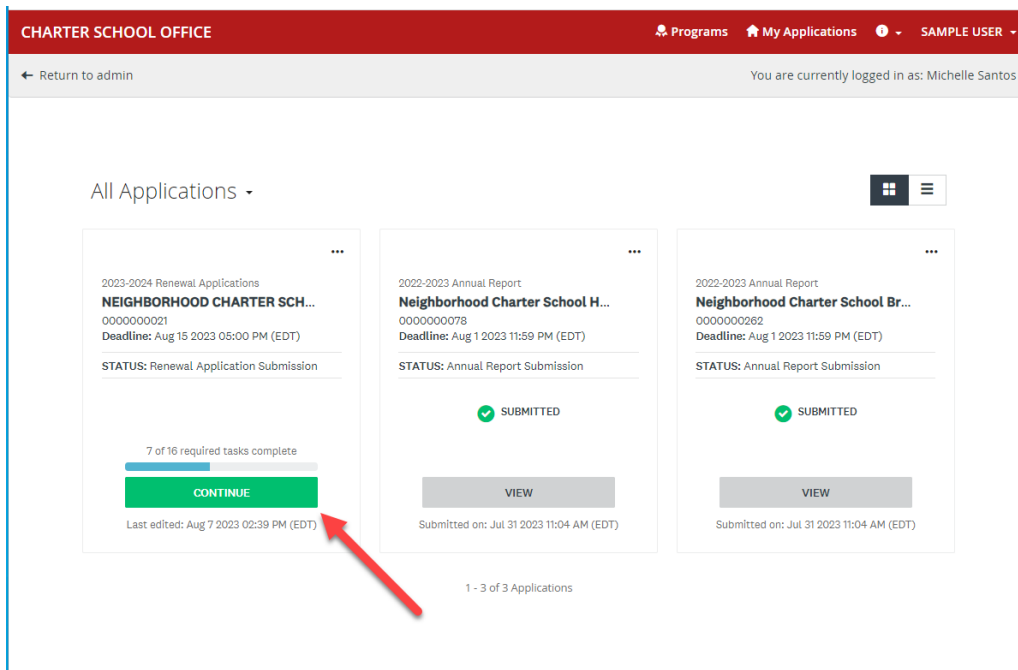 CHARTER SCHOOL OFFICE
Programs My Applications SAMPLE USER
Return to admin
You are currently logged in as: Michelle Santos
All Applications
2023-2024 Renewal Applications
NEIGHBORHOOD CHARTER SCH...
0000000021
Deadline: Aug 15 2023 05:00 PM (EDT)
STATUS: Renewal Application Submission
7 of 16 required tasks complete
CONTINUE
Last edited: Aug 7 2023 02:39 PM (EDT)
2022-2023 Annual Report
Neighborhood Charter School H...
0000000078
Deadline: Aug 1 2023 11:59 PM (EDT)
STATUS: Annual Report Submission
SUBMITTED
VIEW
Submitted on: Jul 31 2023 11:04 AM (EDT)
2022-2023 Annual Report
Neighborhood Charter School Br...
0000000262
Deadline: Aug 1 2023 11:59 PM (EDT)
STATUS: Annual Report Submission
SUBMITTED
VIEW
Submitted on: Jul 31 2023 11:04 AM (EDT)
1 - 3 of 3 Applications